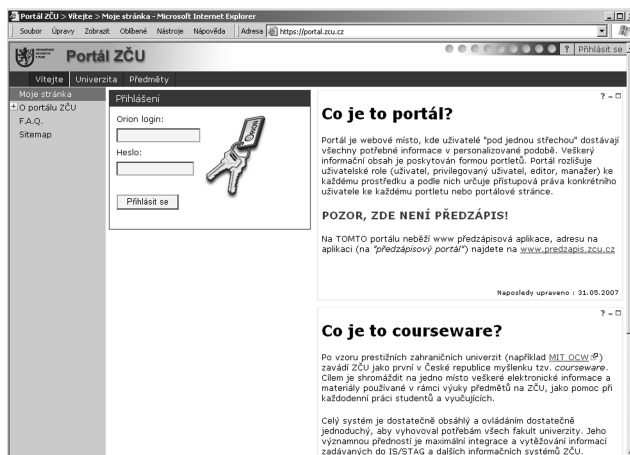 Portál ZČU > Vítejte > Moje stránka - Microsoft Internet Explorer
Soubor Úpravy Zobrazit Oblíbené Nástroje Nápověda Adresa https://portal.zcu.cz
Portál ZČU
? Přihlásit se
Vítejte Univerzita Předměty
Moje stránka
O portálu ZČU
F.A.Q.
Sitemap
Přihlášení
Orion login:
Heslo:
Přihlásit se
ORION
Co je to portál?
Portál je webové místo, kde uživatelé "pod jednou střechou" dostávají
všechny potřebné informace v personalizované podobě. Veškerý
informační obsah je poskytován formou portletů. Portál rozlišuje
uživatelské role (uživatel, privilegovaný uživatel, editor, manažer) ke
každému prostředku a podle nich určuje přístupová práva konkrétního
uživatele ke každému portletu nebo portálové stránce.
POZOR, ZDE NENÍ PŘEDZÁPIS!
Na TOMTO portálu neběží www předzápisová aplikace, adresu na
aplikaci (na "předzápisový portál") najdete na www.predzapis.zcu.cz
Naposledy upraveno : 31.05.2007
Co je to courseware?
Po vzoru prestižních zahraničních univerzit (například MIT OCW)
zavádí ZČU jako první v České republice myšlenku tzv. courseware.
Cílem je shromáždit na jedno místo veškeré elektronické informace a
materiály používané v rámci výuky předmětů na ZČU, jako pomoc při
každodenní práci studentů a vyučujících.
Celý systém je dostatečně obsáhlý a ovládáním dostatečně
jednoduchý, aby vyhovoval potřebám všech fakult univerzity. Jeho
významnou předností je maximální integrace a vytěžování informací
zadávaných do IS/STAG a dalších informačních systémů ZČU.